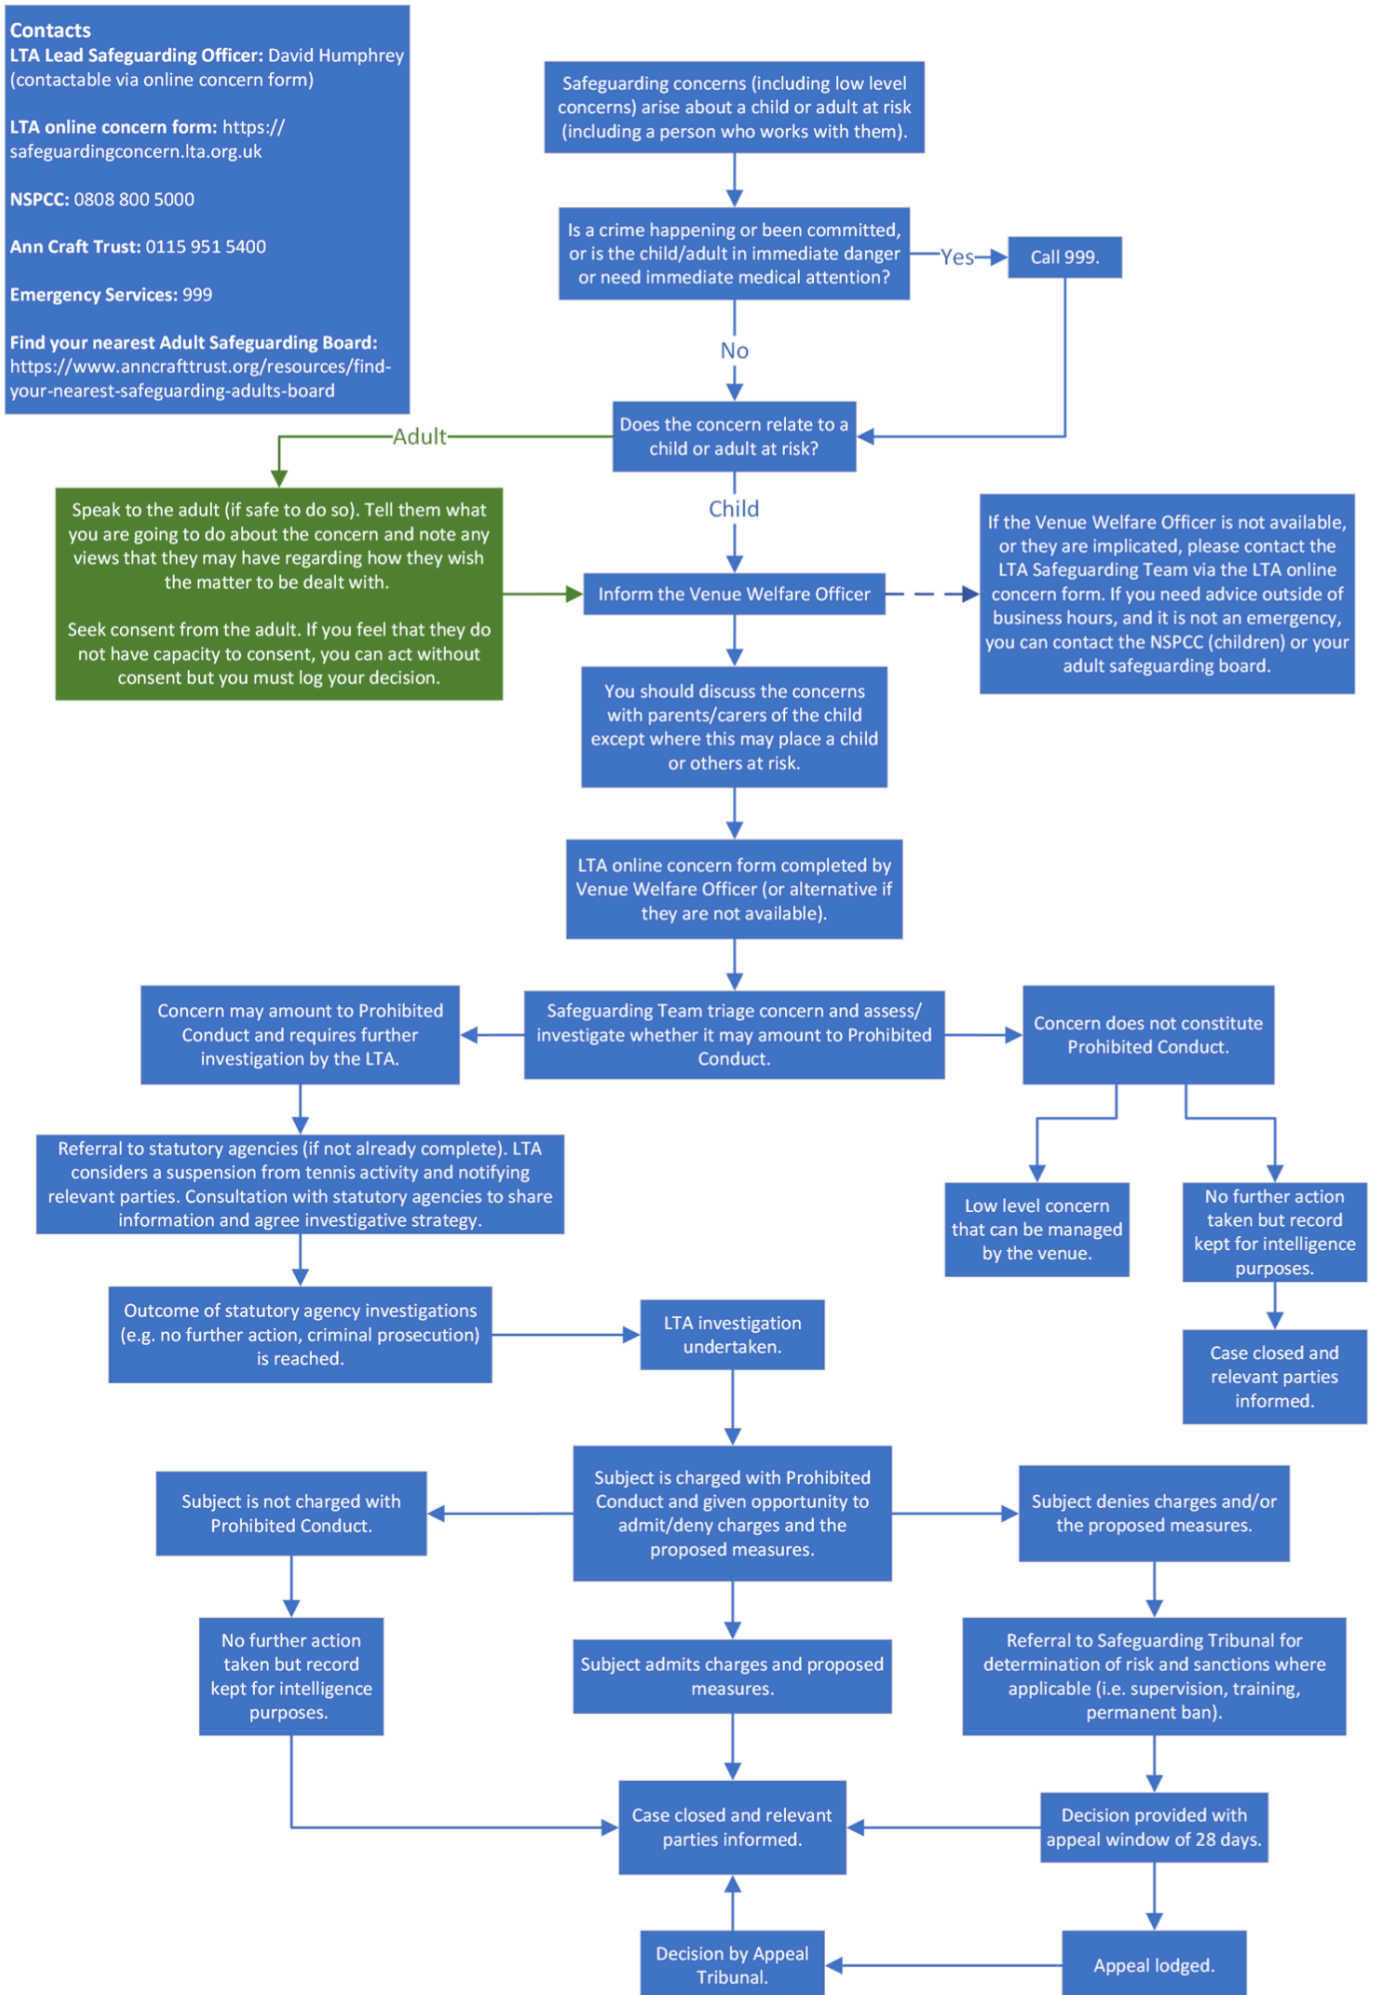 Contacts
LTA Lead Safeguarding Officer: David Humphrey
(contactable via online concern form)
LTA online concern form: https://
safeguardingconcern.lta.org.uk
NSPCC: 0808 800 5000
Ann Craft Trust: 0115 951 5400
Emergency Services: 999
Find your nearest Adult Safeguarding Board:
https://www.anncrafttrust.org/resources/find-
your-nearest-safeguarding-adults-board
Safeguarding concerns (including low level
concerns) arise about a child or adult at risk
(including a person who works with them).
Is a crime happening or been committed,
or is the child/adult in immediate danger
or need immediate medical attention?
Yes
Call 999.
No
Does the concern relate to a
child or adult at risk?
Adult
Child
Speak to the adult (if safe to do so). Tell them what
you are going to do about the concern and note any
views that they may have regarding how they wish
the matter to be dealt with.
Seek consent from the adult. If you feel that they do
not have capacity to consent, you can act without
consent but you must log your decision.
Inform the Venue Welfare Officer
If the Venue Welfare Officer is not available,
or they are implicated, please contact the
LTA Safeguarding Team via the LTA online
concern form. If you need advice outside of
business hours, and it is not an emergency,
you can contact the NSPCC (children) or your
adult safeguarding board.
You should discuss the concerns
with parents/carers of the child
except where this may place a child
or others at risk.
LTA online concern form completed by
Venue Welfare Officer (or alternative if
they are not available).
Safeguarding Team triage concern and assess/
investigate whether it may amount to Prohibited
Conduct.
Concern may amount to Prohibited
Conduct and requires further
investigation by the LTA.
Concern does not constitute
Prohibited Conduct.
Referral to statutory agencies (if not already complete). LTA
considers a suspension from tennis activity and notifying
relevant parties. Consultation with statutory agencies to share
information and agree investigative strategy.
Low level concern
that can be managed
by the venue.
No further action
taken but record
kept for intelligence
purposes.
Outcome of statutory agency investigations
(e.g. no further action, criminal prosecution)
is reached.
LTA investigation
undertaken.
Case closed and
relevant parties
informed.
Subject is not charged with
Prohibited Conduct.
Subject is charged with Prohibited
Conduct and given opportunity to
admit/deny charges and the
proposed measures.
Subject denies charges and/or
the proposed measures.
No further action
taken but record
kept for intelligence
purposes.
Subject admits charges and proposed
measures.
Referral to Safeguarding Tribunal for
determination of risk and sanctions where
applicable (i.e. supervision, training,
permanent ban).
Case closed and relevant
parties informed.
Decision provided with
appeal window of 28 days.
Decision by Appeal
Tribunal.
Appeal lodged.